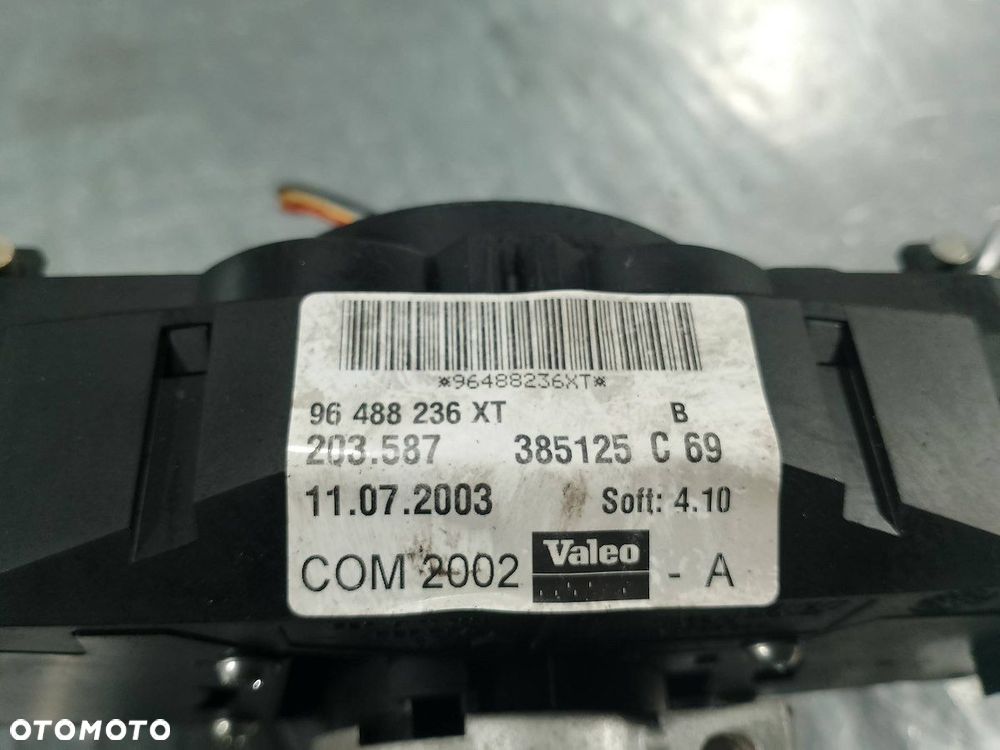 *96488236XT*
96 488 236 XT B
203.587 385125 C 69
11.07.2003 Soft: 4.10
COM 2002 Valeo - A
OTOMOTO